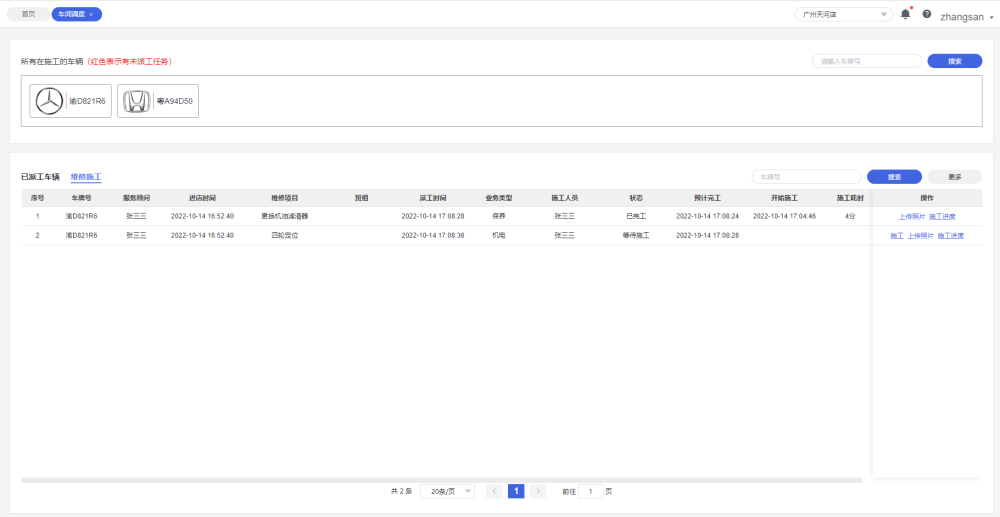 首页 车间调度 × 广州天河店 zhangsan
所有在施工的车辆 (红色表示有未派工任务) 请输入车牌号 搜索
渝D821R6 粤A94D50
已派工车辆 维修施工 车牌号 搜索 更多
序号 车牌号 服务顾问 进店时间 维修项目 班组 派工时间 业务类型 施工人员 状态 预计完工 开始施工 施工耗时 操作
1 渝D821R6 张三三 2022-10-14 16:52:40 更换机油滤清器 2022-10-14 17:08:28 保养 张三三 已完工 2022-10-14 17:08:24 2022-10-14 17:04:46 4分 上传照片 施工进度
2 渝D821R6 张三三 2022-10-14 16:52:40 四轮定位 2022-10-14 17:08:36 机电 张三三 等待施工 2022-10-14 17:08:28 施工 上传照片 施工进度
共 2 条 20条/页 < 1 > 前往 1 页